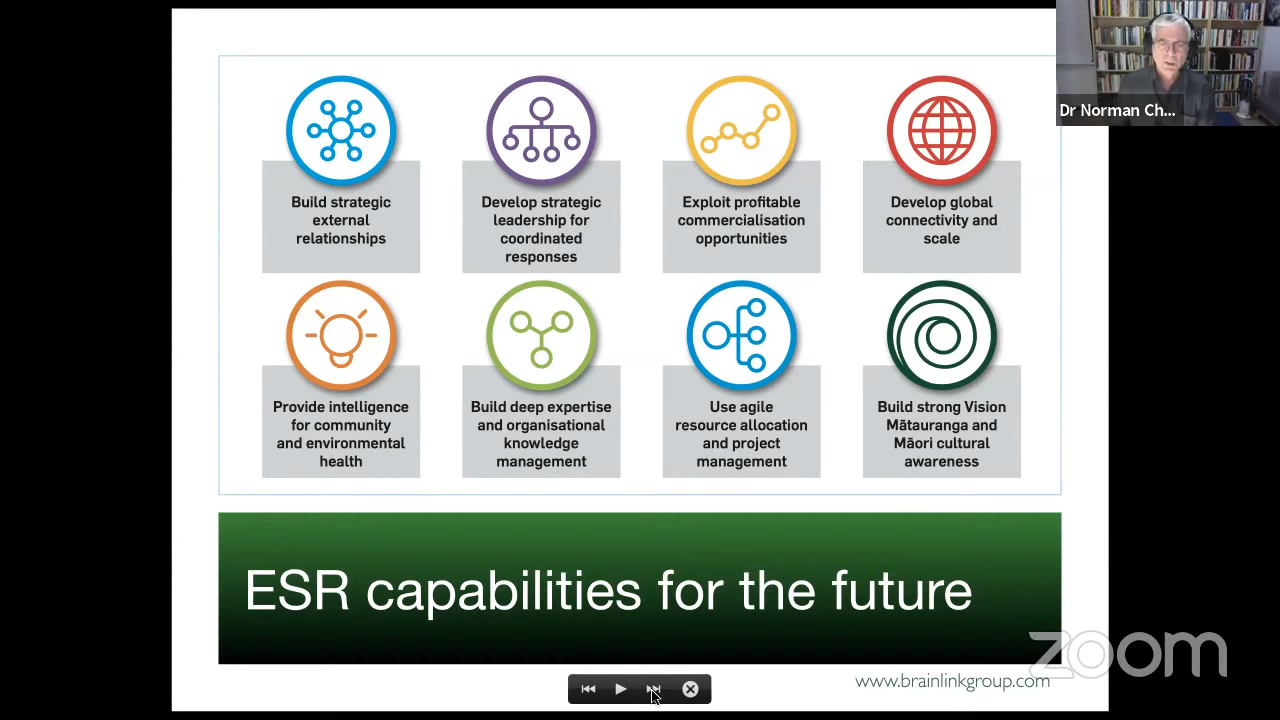 Dr Norman Ch...
Build strategic
external
relationships
Develop strategic
leadership for
coordinated
responses
Exploit profitable
commercialisation
opportunities
Develop global
connectivity and
scale
Provide intelligence
for community
and environmental
health
Build deep expertise
and organisational
knowledge
management
Use agile
resource allocation
and project
management
Build strong Vision
Mātauranga and
Māori cultural
awareness
ESR capabilities for the future
zoom
www.brainlinkgroup.com